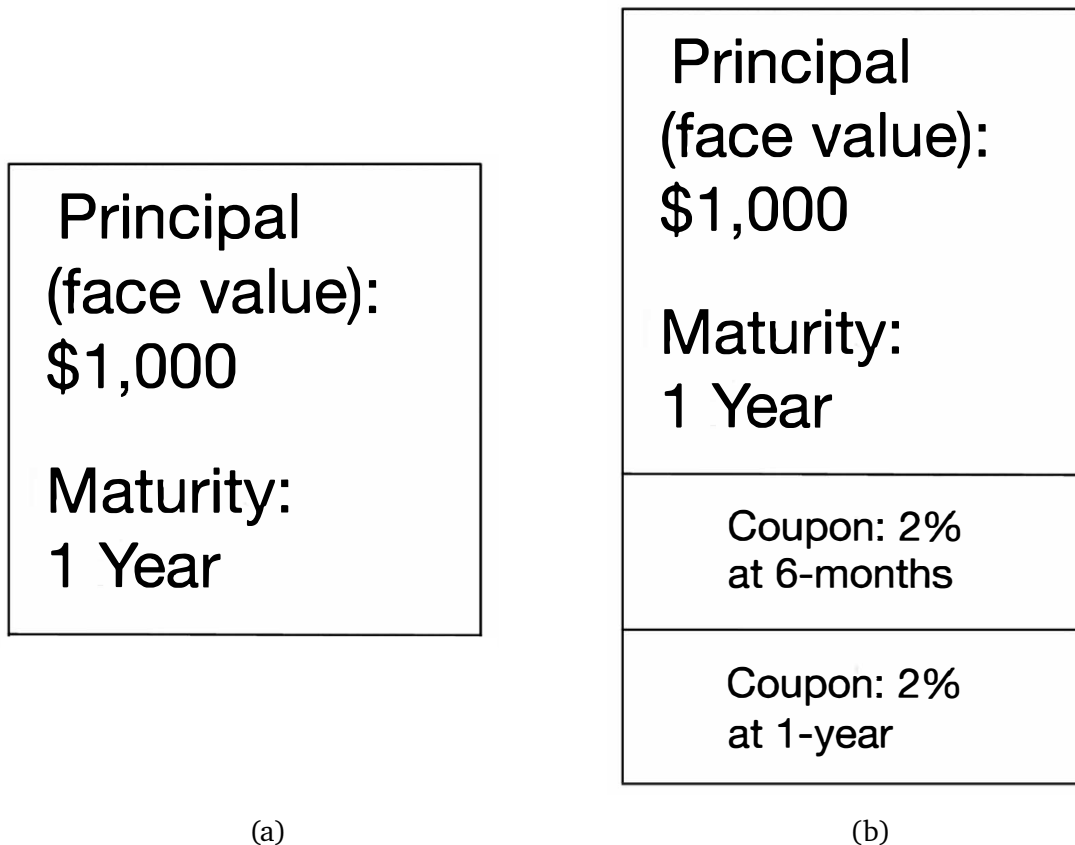 Principal
(face value):
$1,000
Maturity:
1 Year
(a)
Principal
(face value):
$1,000
Maturity:
1 Year
Coupon: 2%
at 6-months
Coupon: 2%
at 1-year
(b)